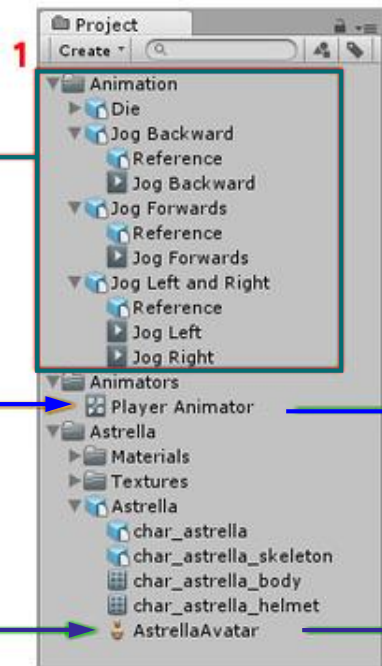 Project
1
Create
Animation
Die
Jog Backward
Reference
Jog Backward
Jog Forwards
Reference
Jog Forwards
Jog Left and Right
Reference
Jog Left
Jog Right
Animators
Player Animator
Astrella
Materials
Textures
Astrella
char_astrella
char_astrella_skeleton
char_astrella_body
char_astrella_helmet
AstrellaAvatar